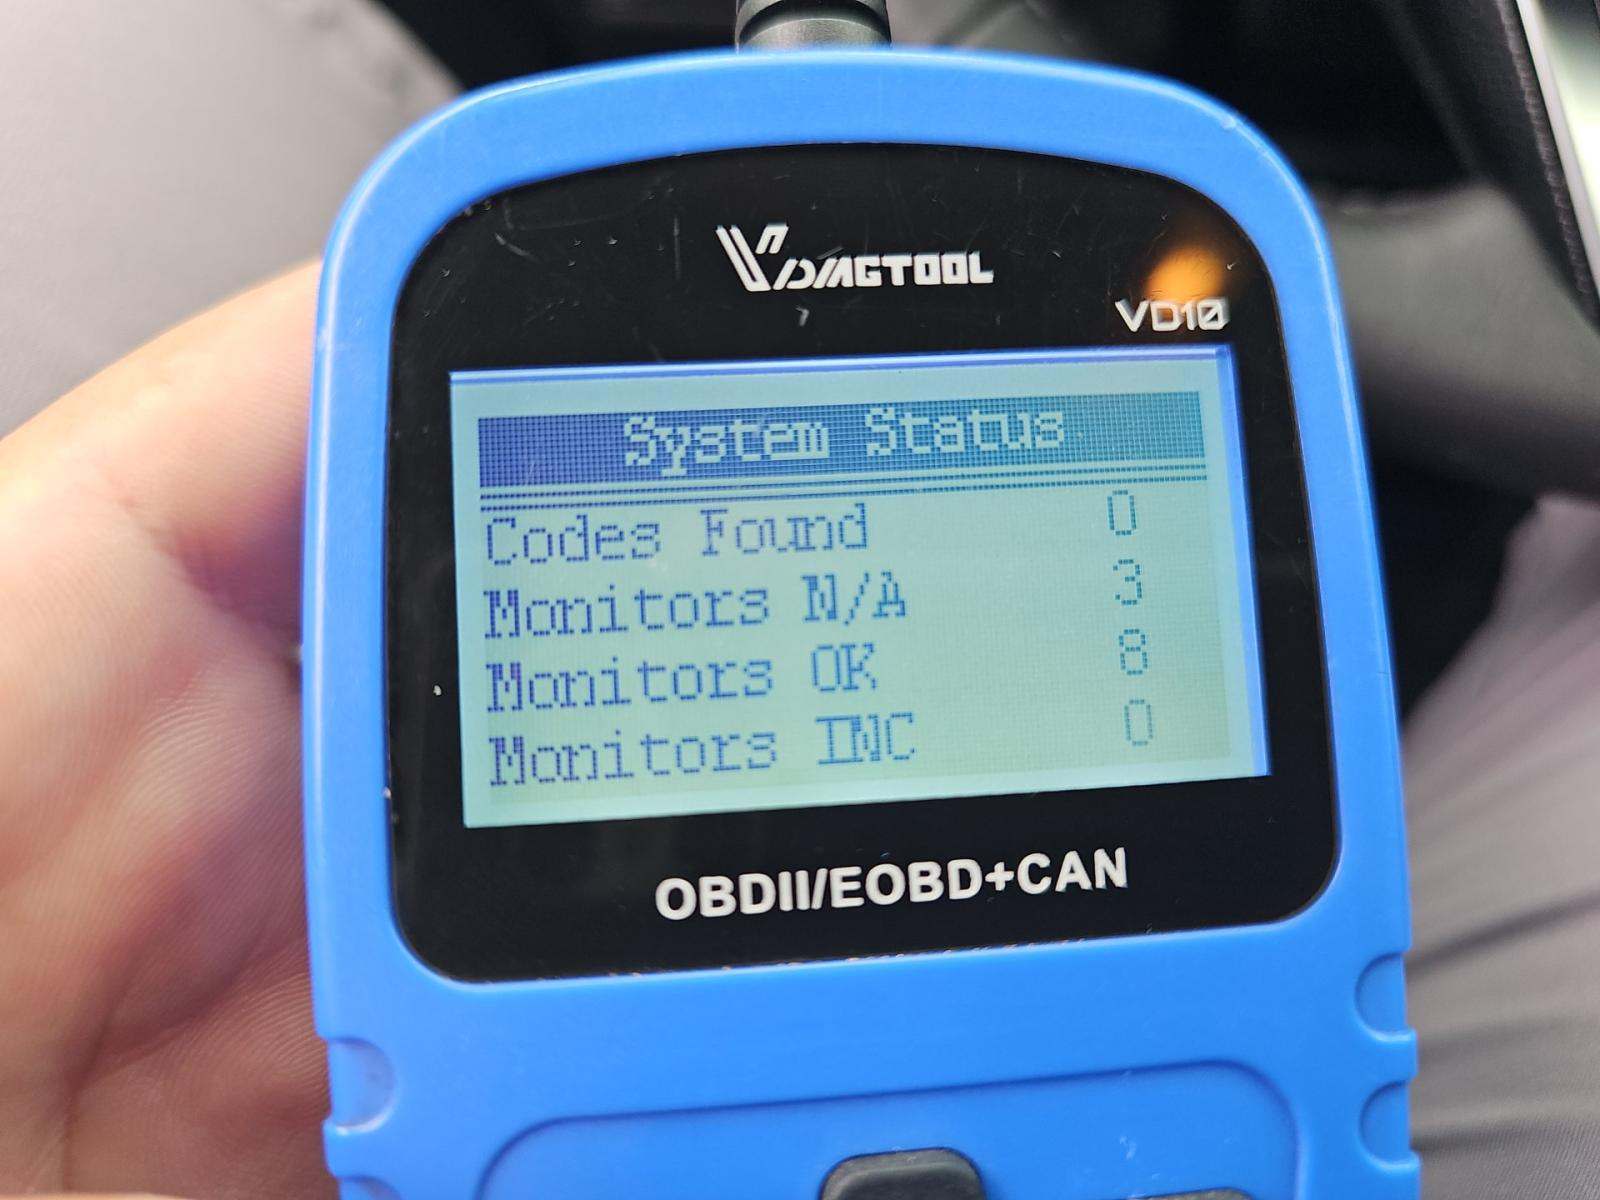 VDIAGTOOL
VD10
System Status
Codes Found 0
Monitors N/A 3
Monitors OK 8
Monitors INC 0
OBDII/EOBD+CAN